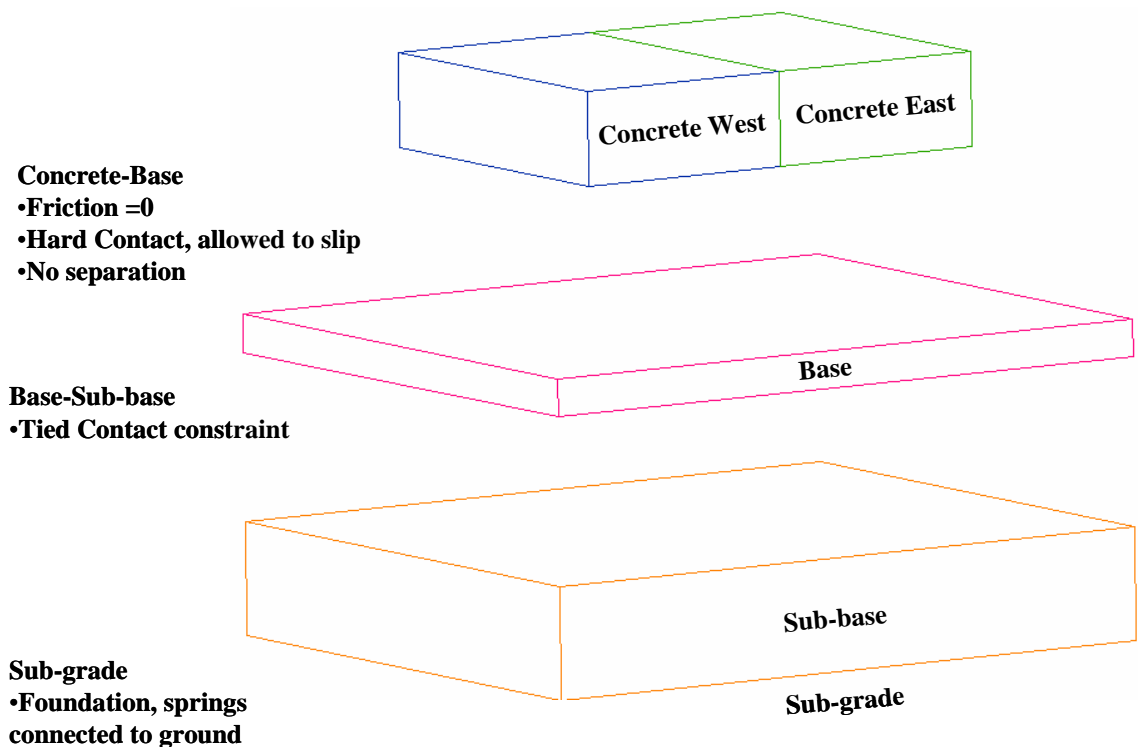 Concrete West
Concrete East
Concrete-Base
•Friction =0
•Hard Contact, allowed to slip
•No separation
Base
Base-Sub-base
•Tied Contact constraint
Sub-base
Sub-grade
•Foundation, springs
connected to ground
Sub-grade